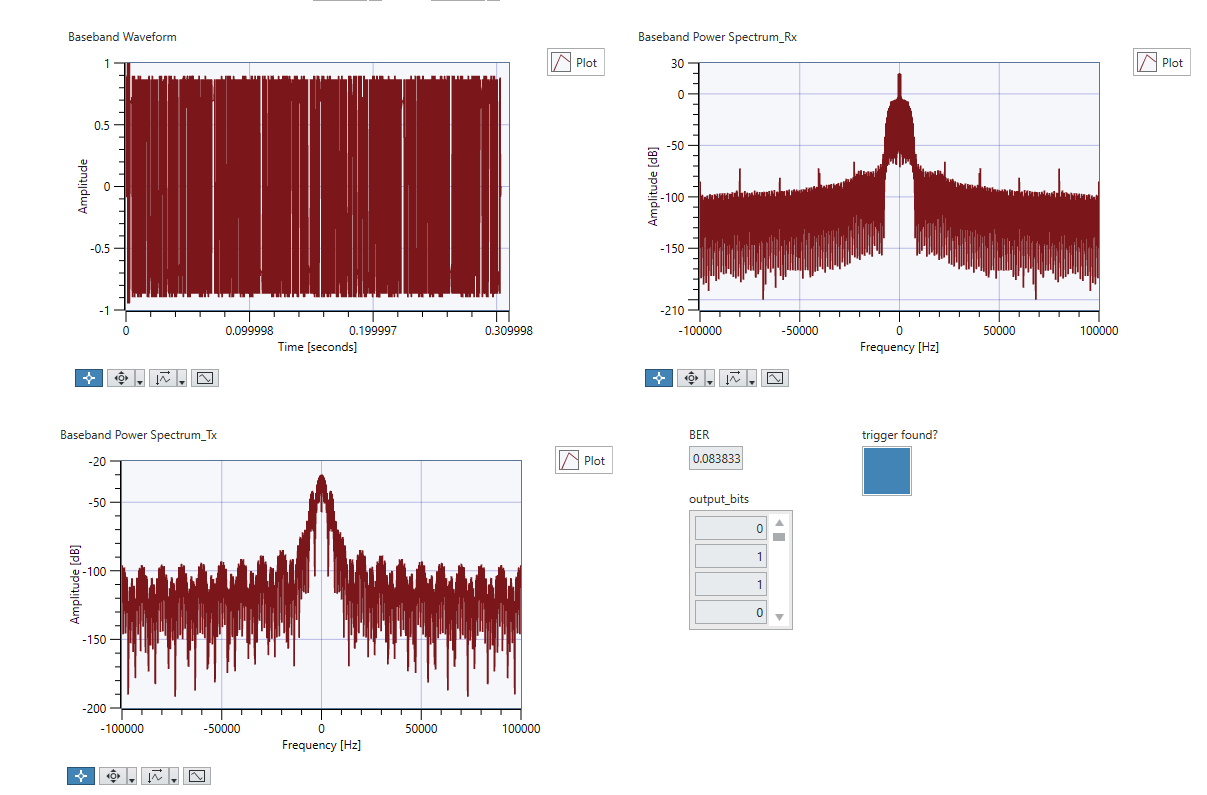 Baseband Waveform
Plot
1
0.5
0
-0.5
-1
Amplitude
0
0.099998
0.199997
0.309998
Time [seconds]
Baseband Power Spectrum_Rx
Plot
30
0
-50
-100
-150
-210
Amplitude [dB]
-100000
-50000
0
50000
100000
Frequency [Hz]
Baseband Power Spectrum_Tx
Plot
-20
-50
-100
-150
-200
Amplitude [dB]
-100000
-50000
0
50000
100000
Frequency [Hz]
BER
0.083833
trigger found?
output_bits
0
1
1
0